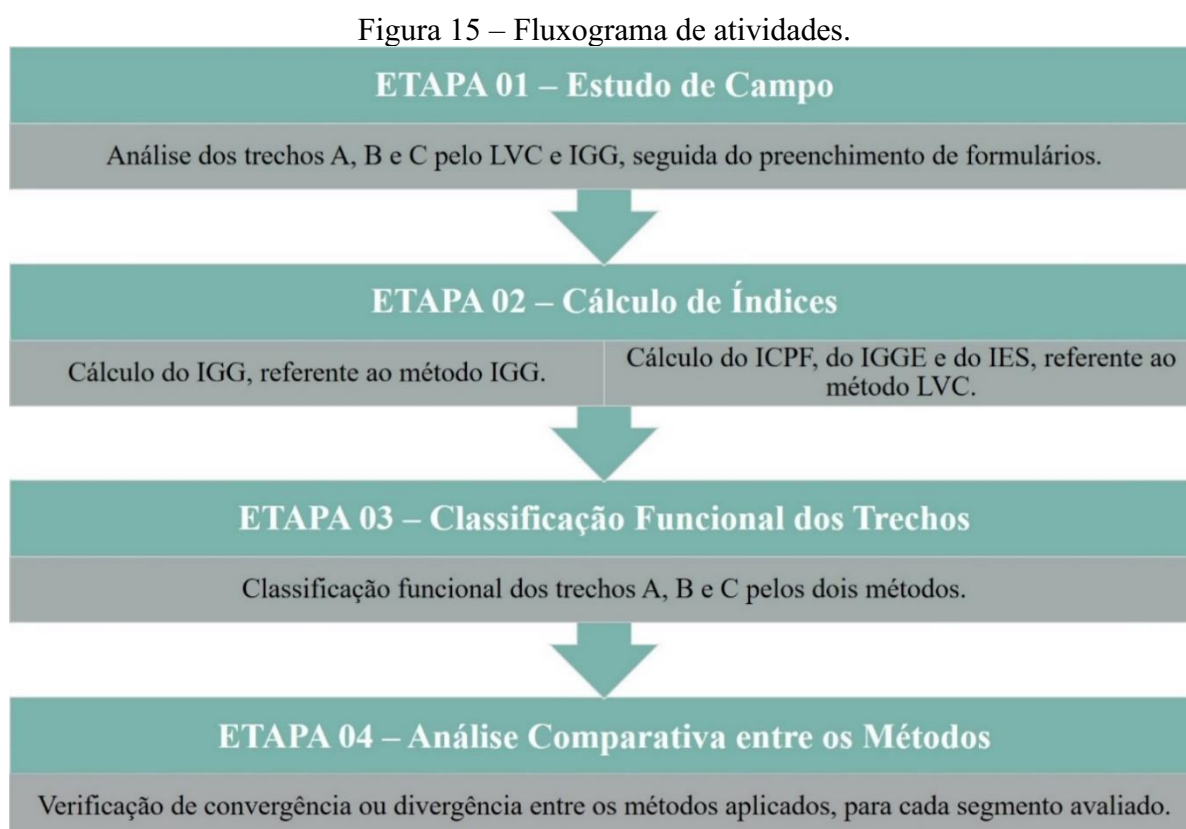 Figura 15 – Fluxograma de atividades.
ETAPA 01 – Estudo de Campo
Análise dos trechos A, B e C pelo LVC e IGG, seguida do preenchimento de formulários.
ETAPA 02 – Cálculo de Índices
Cálculo do IGG, referente ao método IGG.
Cálculo do ICPF, do IGGE e do IES, referente ao
método LVC.
ETAPA 03 – Classificação Funcional dos Trechos
Classificação funcional dos trechos A, B e C pelos dois métodos.
ETAPA 04 – Análise Comparativa entre os Métodos
Verificação de convergência ou divergência entre os métodos aplicados, para cada segmento avaliado.